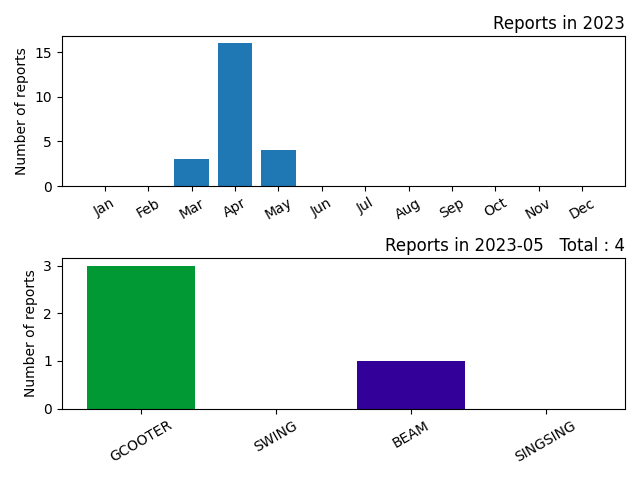 Reports in 2023
Number of reports
15
10
5
0
Jan Feb Mar Apr May Jun Jul Aug Sep Oct Nov Dec
Reports in 2023-05   Total : 4
Number of reports
3
2
1
0
GCOOTER SWING BEAM SINGSING